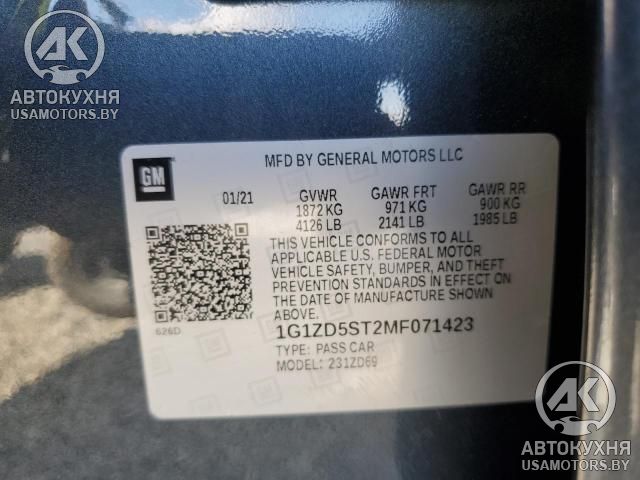 AK
АВТОКУХНЯ
USAMOTORS.BY
GM
MFD BY GENERAL MOTORS LLC
01/21 GVWR GAWR FRT GAWR RR
1872 KG 971 KG 900 KG
4126 LB 2141 LB 1985 LB
THIS VEHICLE CONFORMS TO ALL
APPLICABLE U.S. FEDERAL MOTOR
VEHICLE SAFETY, BUMPER, AND THEFT
PREVENTION STANDARDS IN EFFECT ON
THE DATE OF MANUFACTURE SHOWN
ABOVE.
626D
1G1ZD5ST2MF071423
TYPE: PASS CAR
MODEL: 231ZD69
AK
АВТОКУХНЯ
USAMOTORS.BY